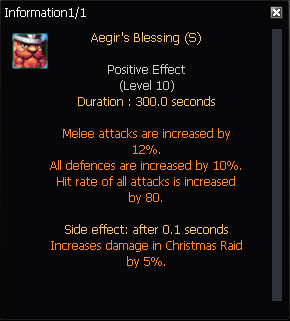 Information1/1
Aegir's Blessing (S)
Positive Effect
(Level 10)
Duration : 300.0 seconds
Melee attacks are increased by
12%.
All defences are increased by 10%.
Hit rate of all attacks is increased
by 80.
Side effect: after 0.1 seconds
Increases damage in Christmas Raid
by 5%.